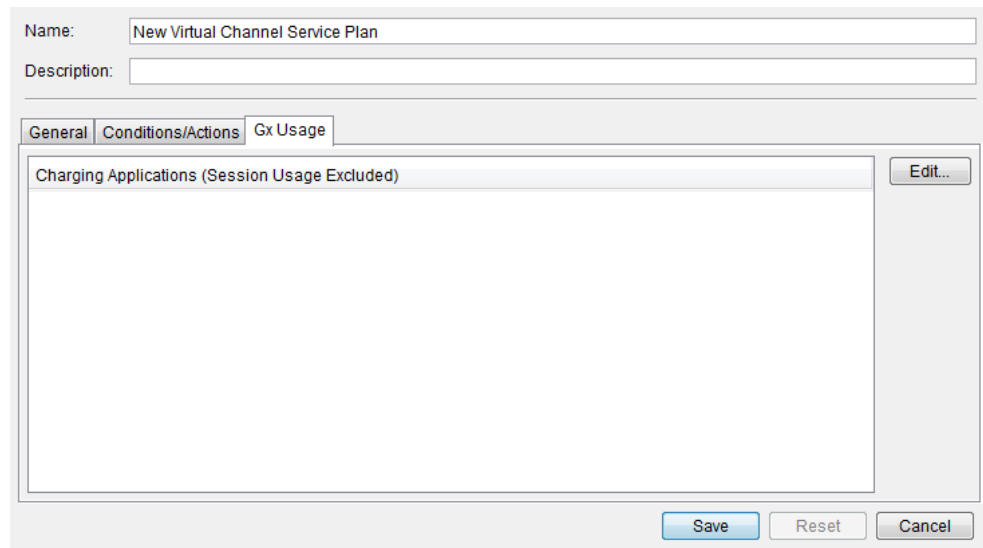 Name: New Virtual Channel Service Plan
Description:
General Conditions/Actions Gx Usage
Charging Applications (Session Usage Excluded) Edit...
Save Reset Cancel